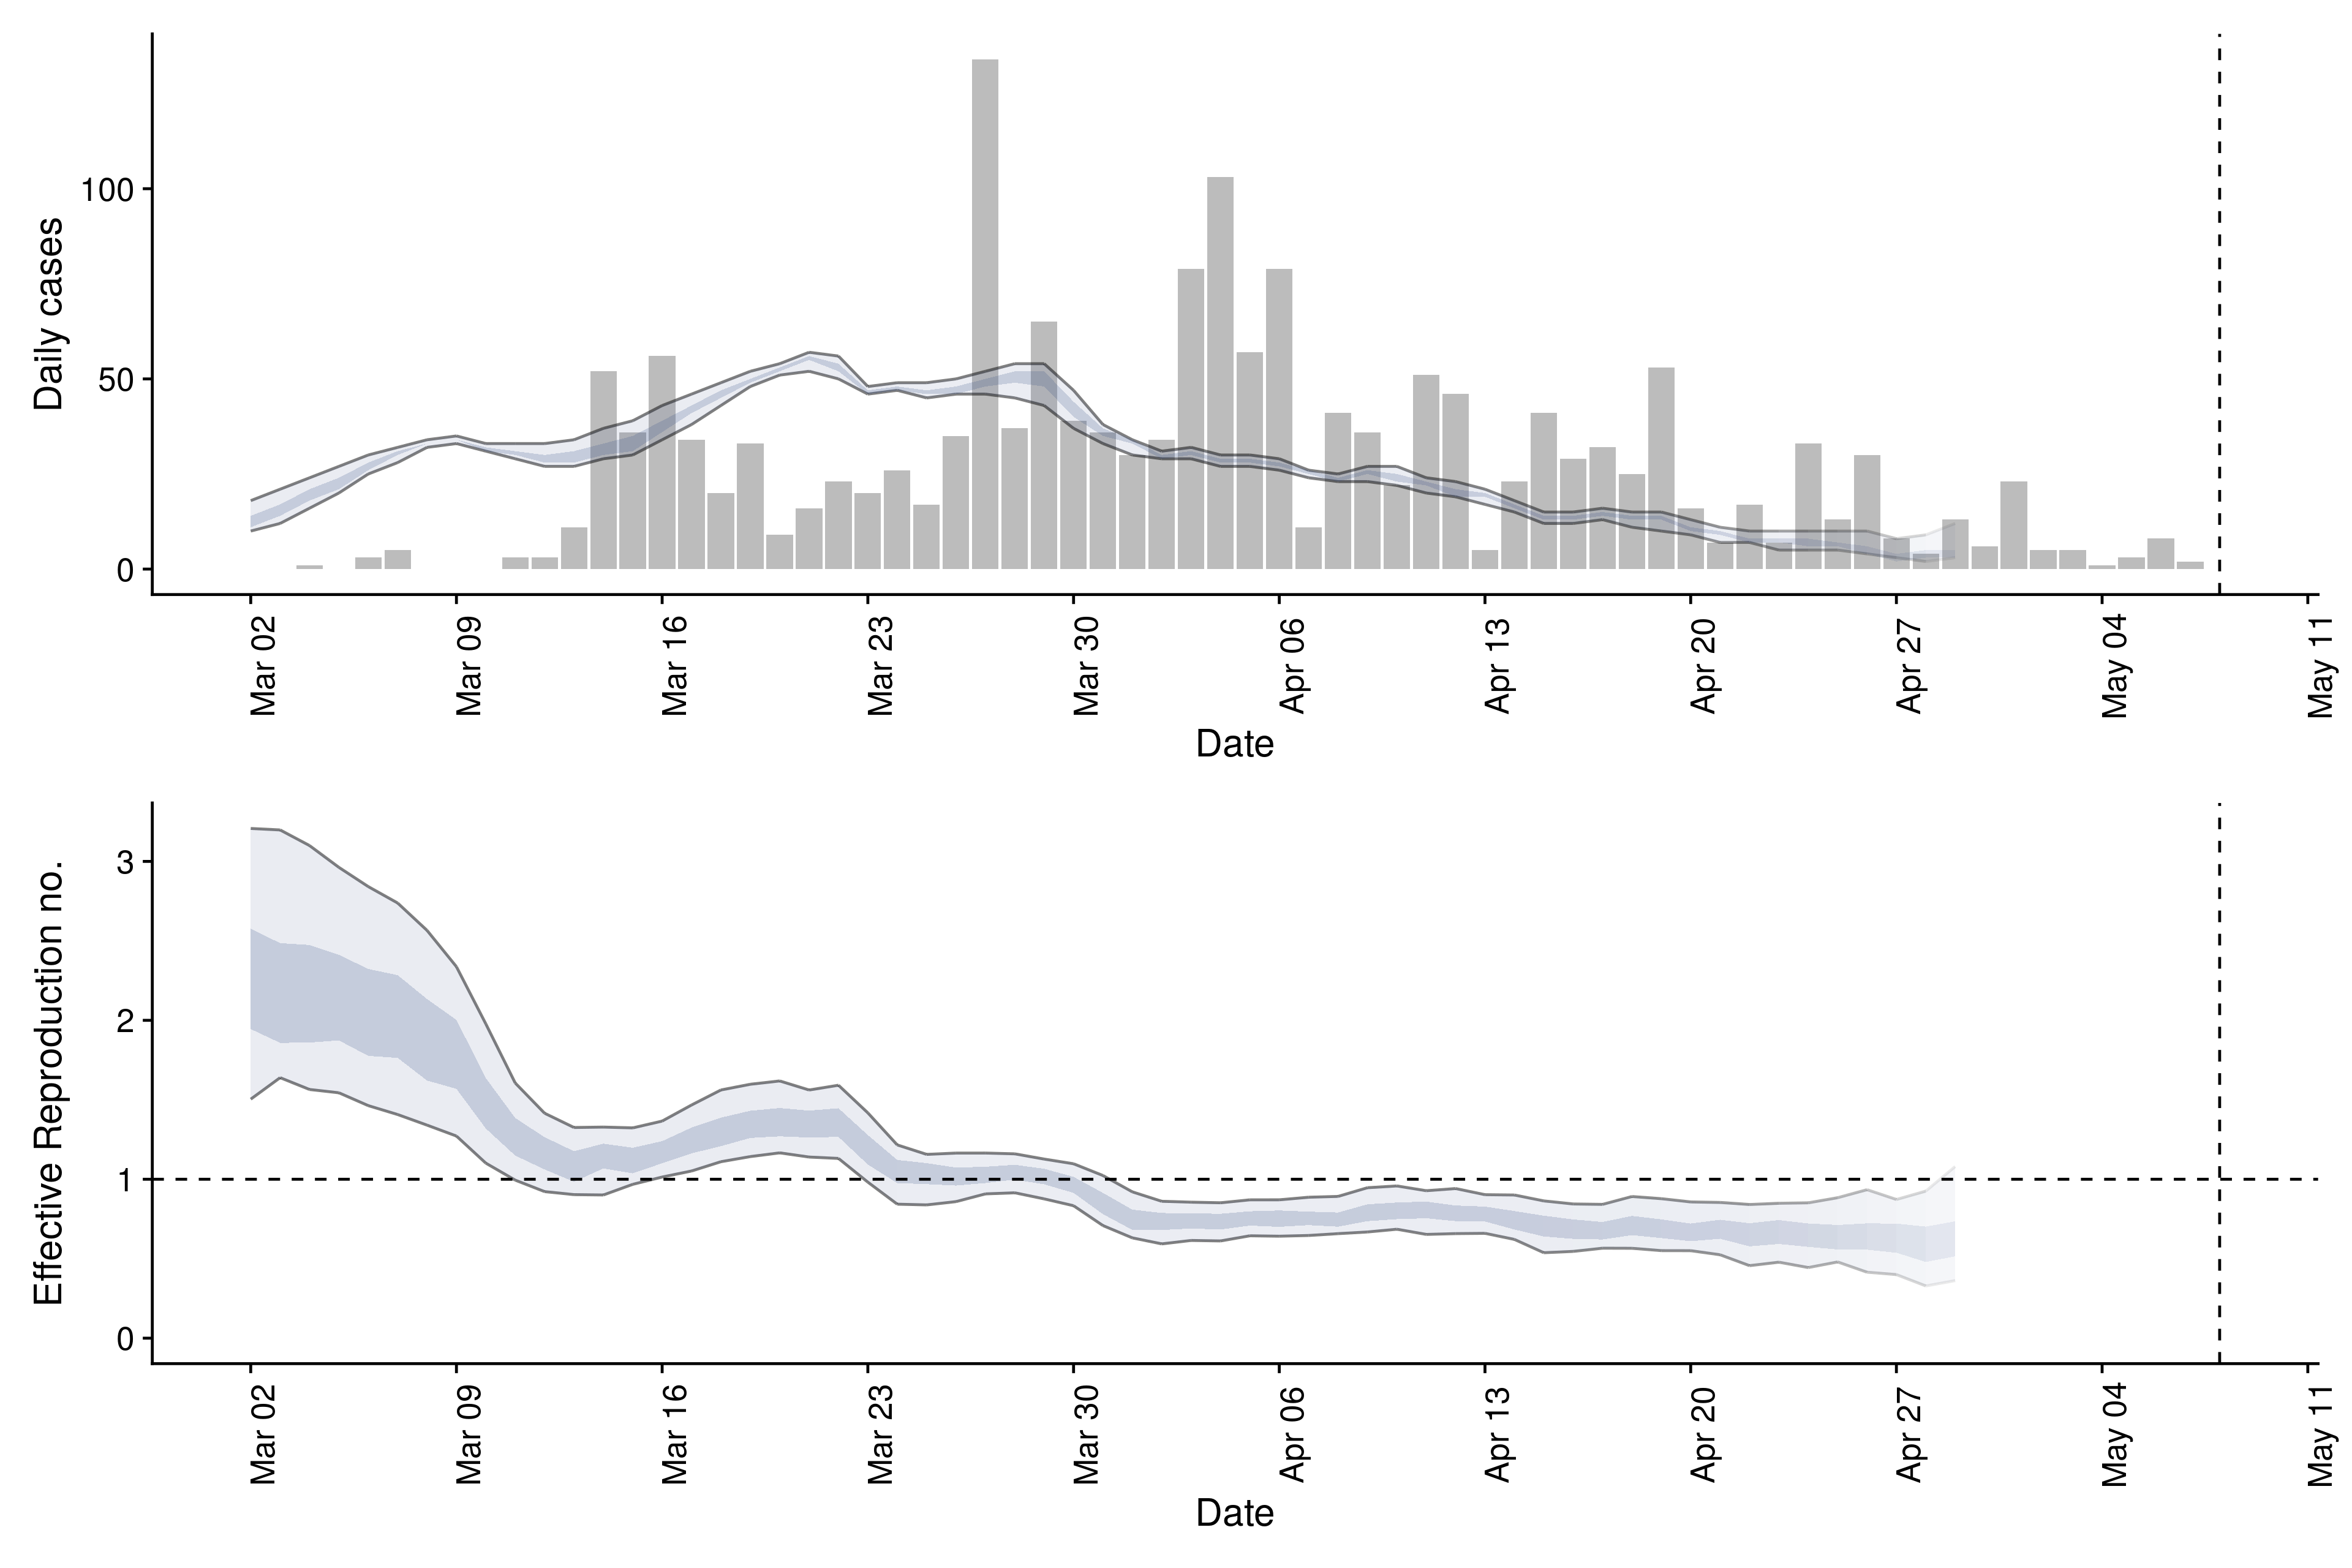 Daily cases
100
50
0
Mar 02
Mar 09
Mar 16
Mar 23
Mar 30
Apr 06
Apr 13
Apr 20
Apr 27
May 04
May 11
Date
Effective Reproduction no.
3
2
1
0
Mar 02
Mar 09
Mar 16
Mar 23
Mar 30
Apr 06
Apr 13
Apr 20
Apr 27
May 04
May 11
Date